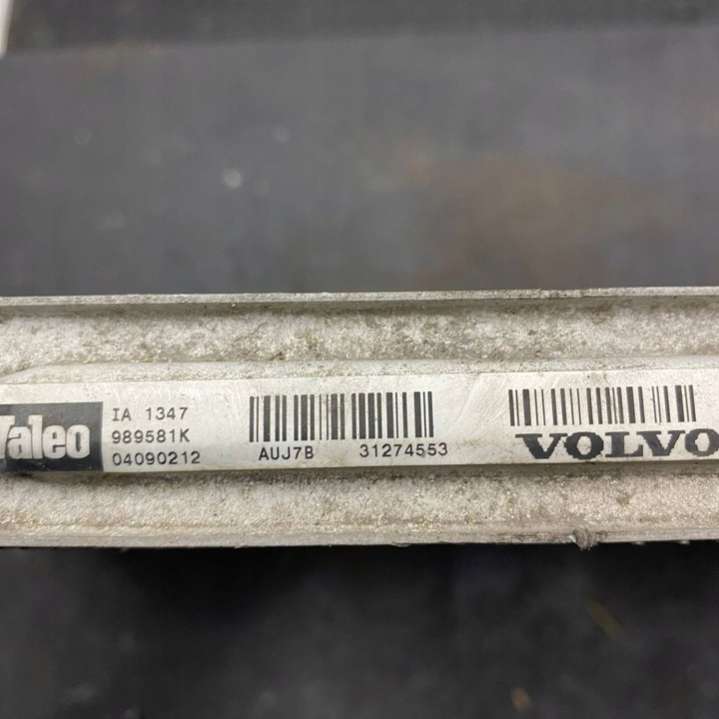 Valeo
IA 1347
989581K
04090212
AUJ7B 31274553
VOLVO